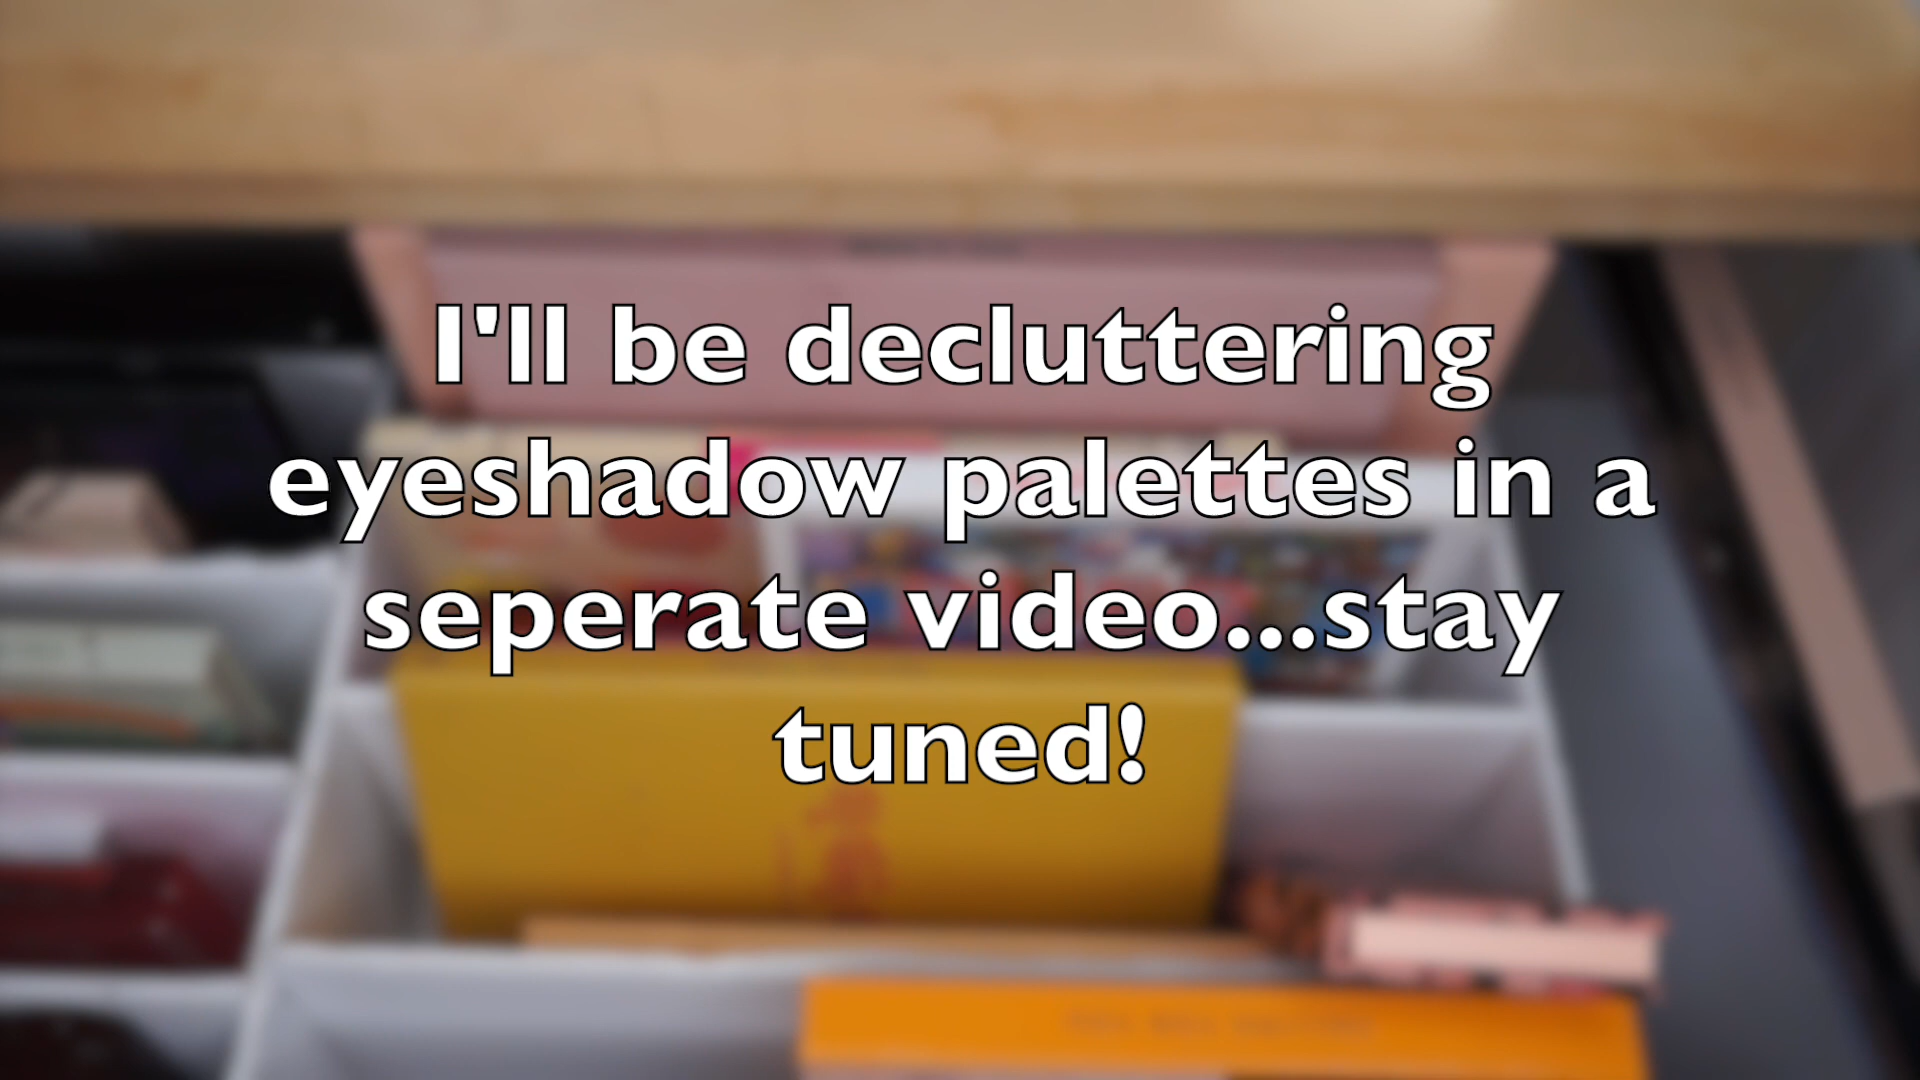 I'll be decluttering
eyeshadow palettes in a
seperate video...stay
tuned!